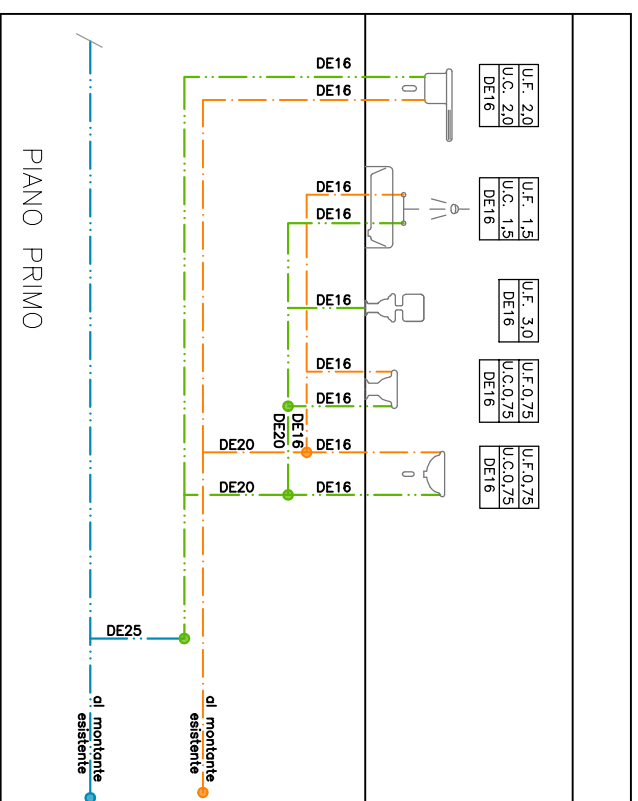 DE16
DE16
U.F. 2,0
U.C. 2,0
DE16
DE16
DE16
U.F. 1,5
U.C. 1,5
DE16
DE16
U.F. 3,0
DE16
DE16
DE16
U.F.0,75
U.C.0,75
DE16
DE16
DE20
DE20
DE16
DE20
DE16
U.F.0,75
U.C.0,75
DE16
DE25
al montante
esistente
al montante
esistente
PIANO PRIMO